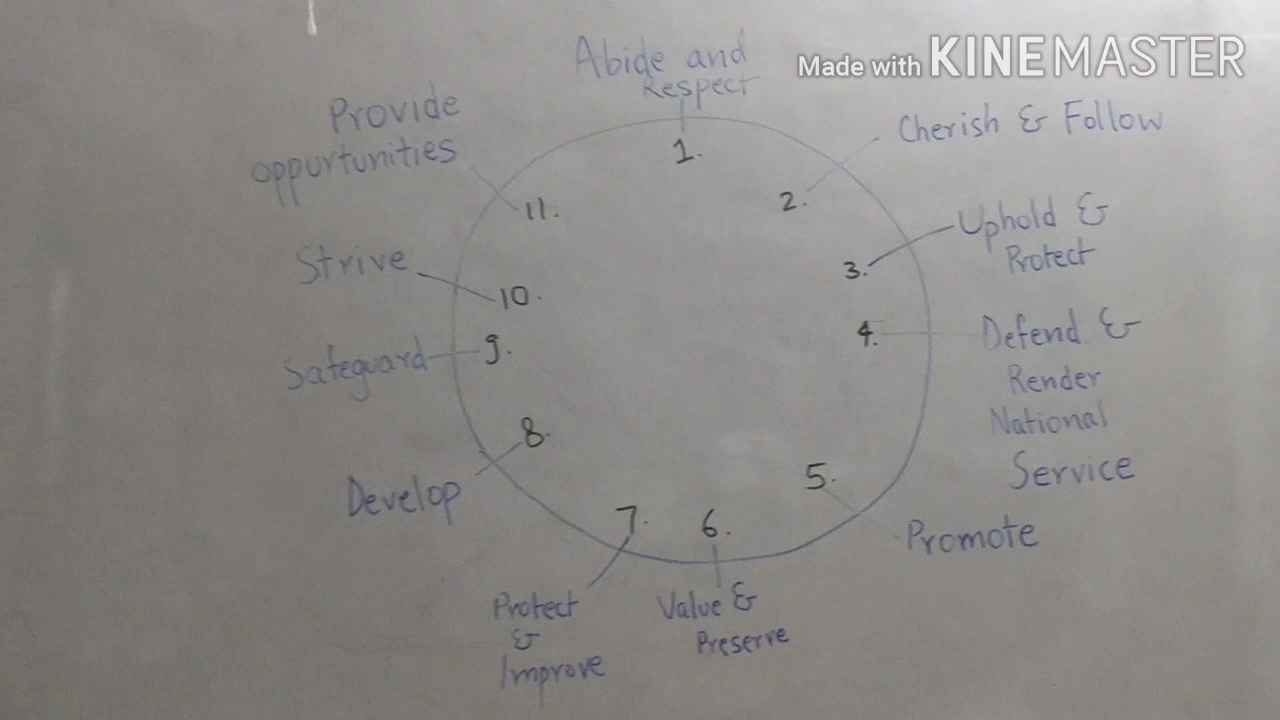 Made with KINEMASTER
Abide and
Respect
1.
Cherish & Follow
2.
Uphold &
Protect
3.
Defend &
Render
National
Service
4.
5.
Promote
6.
Value &
Preserve
7.
Protect
&
Improve
8.
Develop
9.
Safeguard
10.
Strive
11.
Provide
oppurtunities